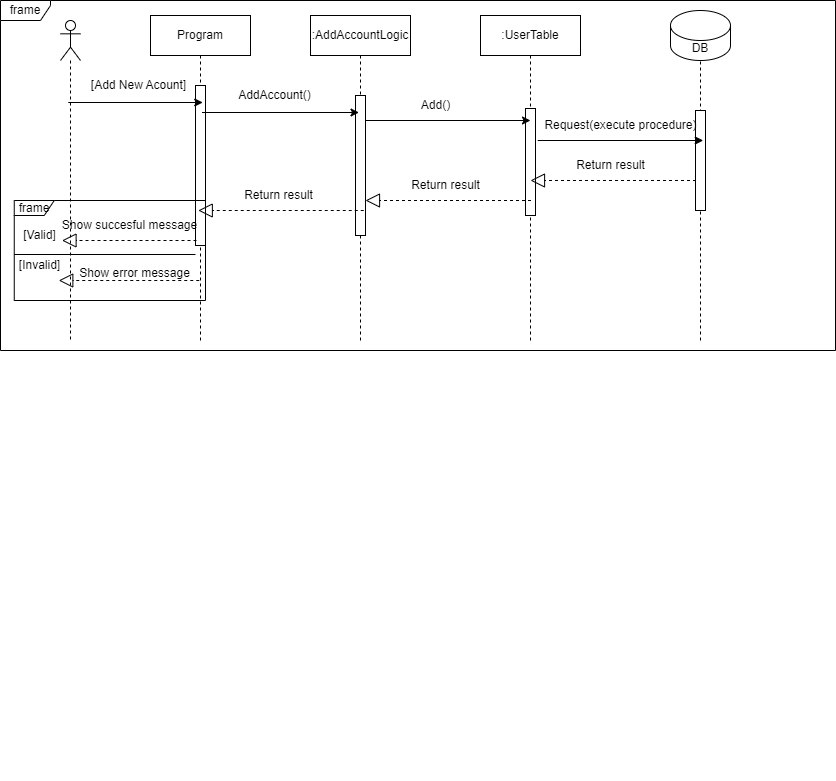 frame
Program
:AddAccountLogic
:UserTable
DB
[Add New Acount]
AddAccount()
Add()
Request(execute procedure)
Return result
Return result
Return result
frame
Show succesful message
[Valid]
[Invalid]
Show error message